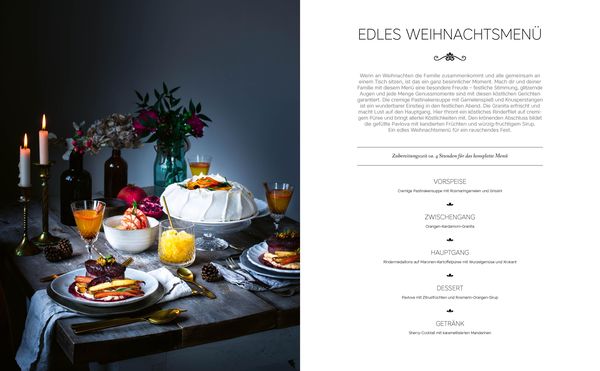 EDLES WEIHNACHTSMENÜ
Wenn an Weihnachten die Familie zusammenkommt und alle gemeinsam an
einem Tisch sitzen, ist das ein ganz besonderer Moment. Mach dir und deiner
Familie mit diesem Menü eine besondere Freude – festliche Stimmung, glitzernde
Augen und jede Menge Genussmomente sind mit diesen köstlichen Gerichten
garantiert. Die cremige Pastinakensuppe mit Garnelenspieß und Knusperstangen
ist ein wunderbarer Einstieg in den festlichen Abend. Die Granita erfrischt und
macht Lust auf den Hauptgang. Hier thront ein köstliches Rinderfilet auf cremi-
gem Püree und bringt allerlei Köstlichkeiten mit. Den krönenden Abschluss bildet
die gefüllte Pavlova mit kandierten Früchten und würzig-fruchtigem Sirup.
Ein edles Weihnachtsmenü für ein rauschendes Fest.
Zubereitungszeit ca. 4 Stunden für das komplette Menü
VORSPEISE
Cremige Pastinakensuppe mit Rosmaringarnelen und Grissini
ZWISCHENGANG
Orangen-Kardamom-Granita
HAUPTGANG
Rindermedaillons auf Maronen-Kartoffelpüree mit Wurzelgemüse und Krokant
DESSERT
Pavlova mit Zitrusfrüchten und Rosmarin-Orangen-Sirup
GETRÄNK
Sherry-Cocktail mit karamellisierten Mandarinen